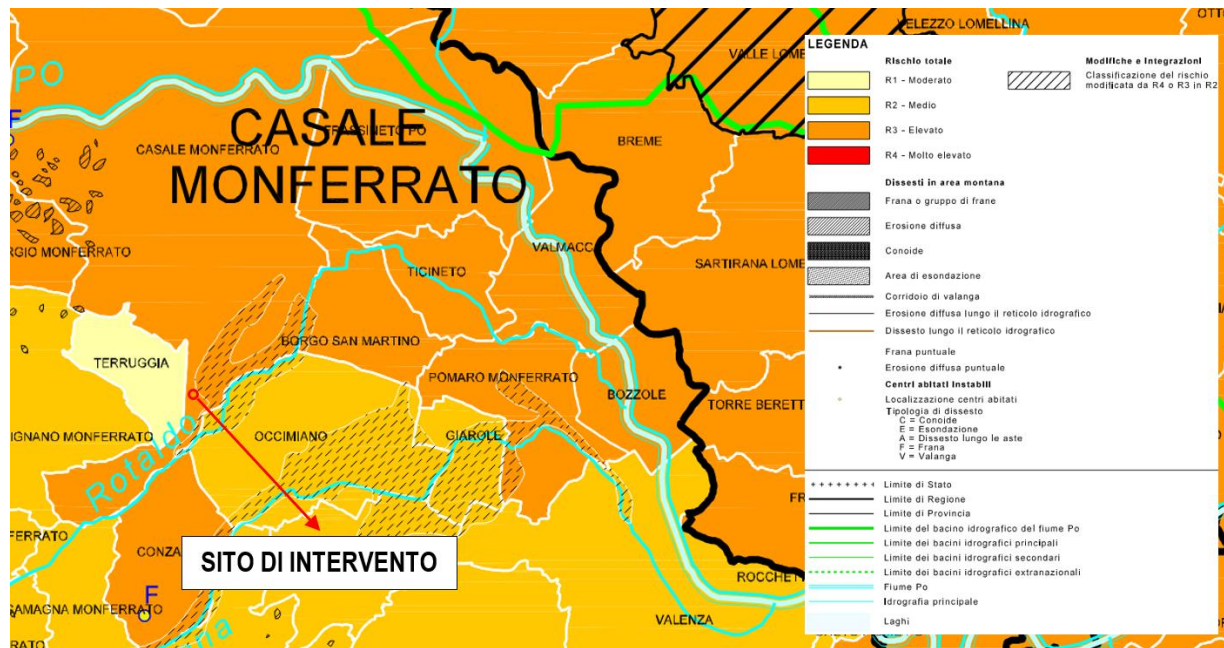 PO
F
CASALE
MONFERRATO
FRASSINETO PO
CASALE MONFERRATO
BREME
VELEZZO LOMELLINA
VALLE LOME
OTTO
RGIO MONFERRATO
VALMACC
SARTIRANA LOME
TICINETO
BORGO SAN MARTINO
TERRUGGIA
POMARO MONFERRATO
BOZZOLE
TORRE BERETT
IGNANO MONFERRATO
OCCIMIANO
GIAROLE
Rotaldo
FR
FERRATO
CONZA
SITO DI INTERVENTO
ROCCHET
F
SAMAGNA MONFERRATO
VALENZA
na
RATO
LEGENDA
Rischio totale
R1 - Moderato
R2 - Medio
R3 - Elevato
R4 - Molto elevato
Modifiche e Integrazioni
Classificazione del rischio
modificata da R4 o R3 in R2
Dissesti in area montana
Frana o gruppo di frane
Erosione diffusa
Conoide
Area di esondazione
Corridoio di valanga
Erosione diffusa lungo il reticolo idrografico
Dissesto lungo il reticolo idrografico
Frana puntuale
Erosione diffusa puntuale
Centri abitati Instabili
Localizzazione centri abitati
Tipologia di dissesto
C = Conoide
E = Esondazione
A = Dissesto lungo le aste
F = Frana
V = Valanga
Limite di Stato
Limite di Regione
Limite di Provincia
Limite del bacino idrografico del fiume Po
Limite dei bacini idrografici principali
Limite dei bacini idrografici secondari
Limite dei bacini idrografici extranazionali
Fiume Po
Idrografia principale
Laghi